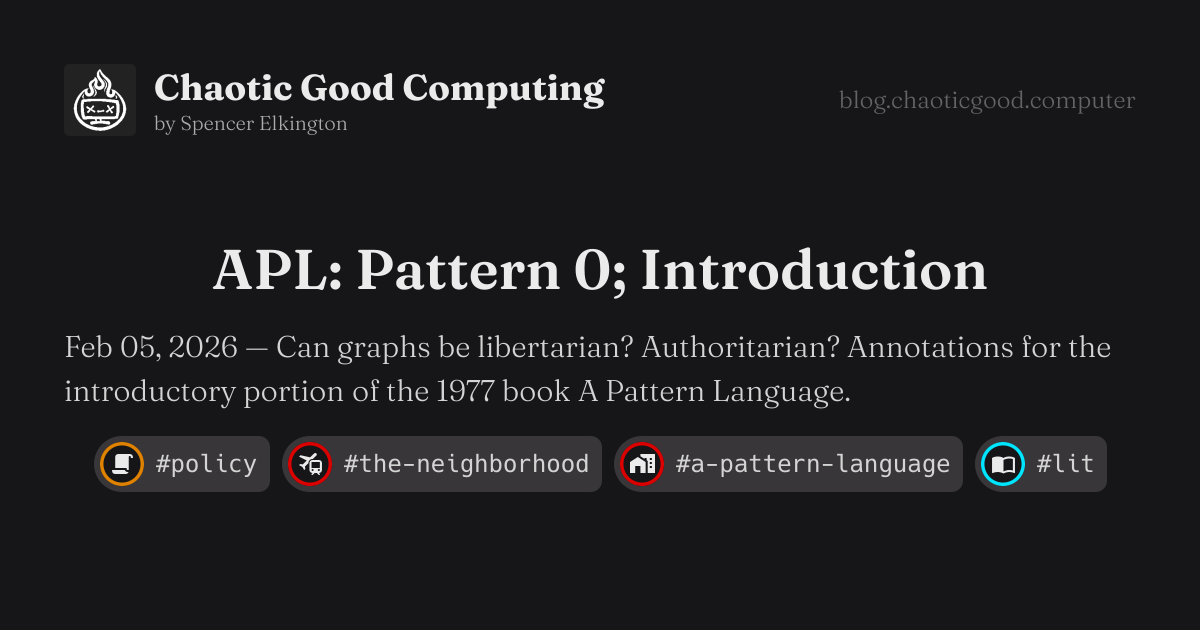 Chaotic Good Computing
by Spencer Elkington
blog.chaoticgood.computer
APL: Pattern 0; Introduction
Feb 05, 2026 — Can graphs be libertarian? Authoritarian? Annotations for the
introductory portion of the 1977 book A Pattern Language.
#policy #the-neighborhood #a-pattern-language #lit